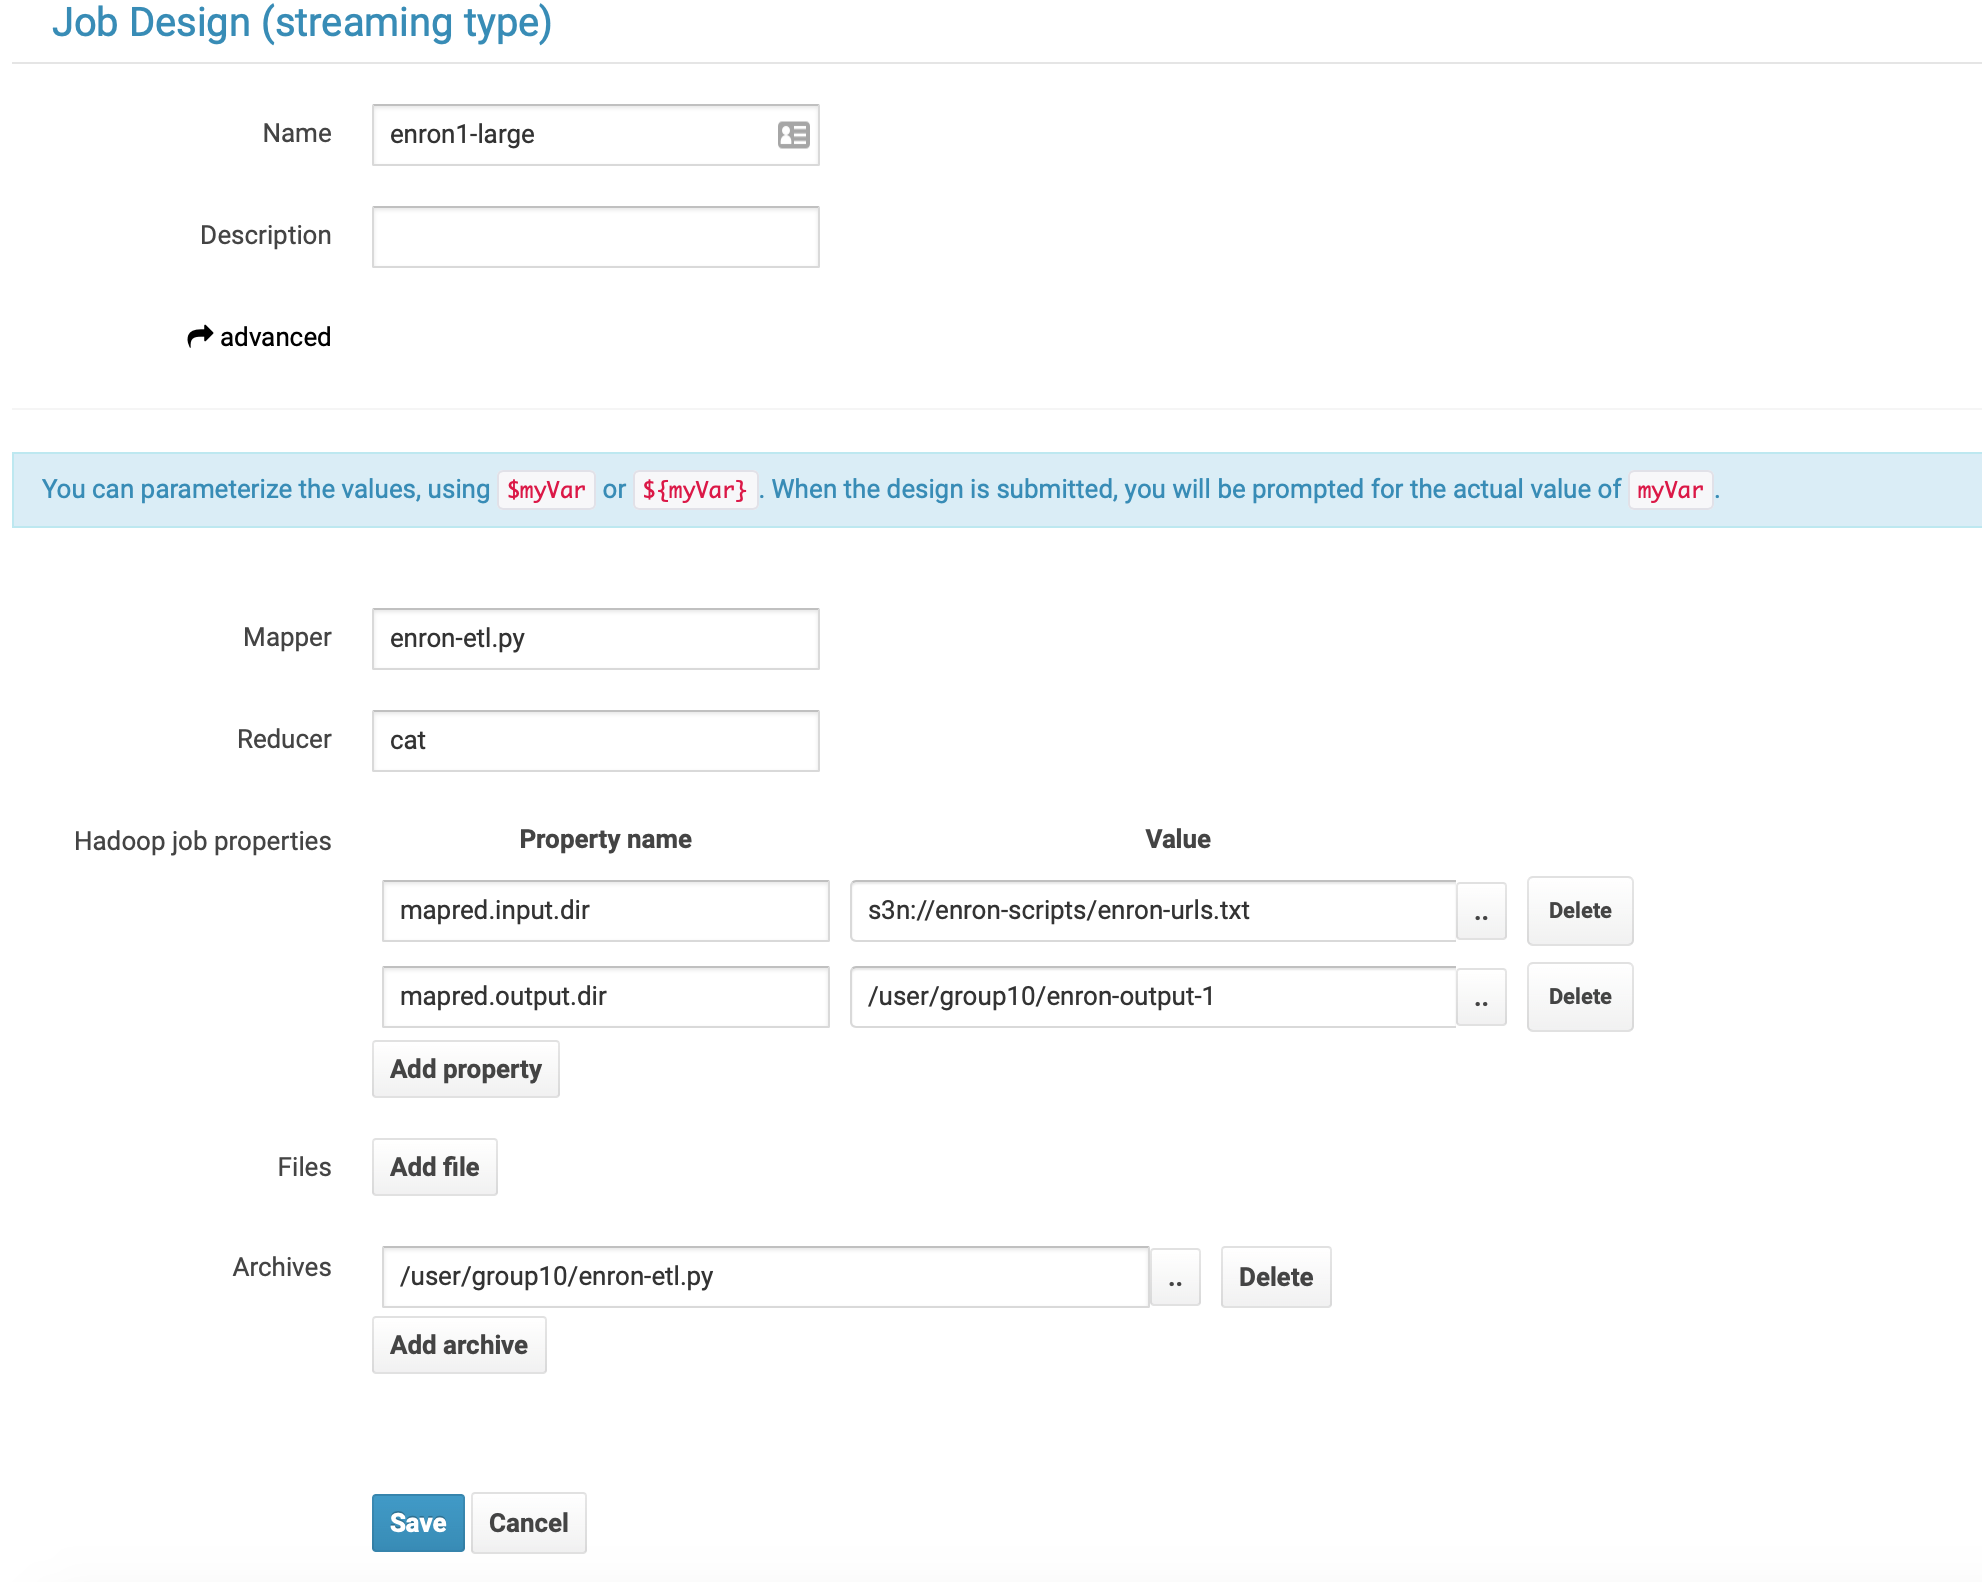 Job Design (streaming type)
Name enron1-large
Description
advanced
You can parameterize the values, using $myVar or ${myVar} . When the design is submitted, you will be prompted for the actual value of myVar .
Mapper enron-etl.py
Reducer cat
Hadoop job properties Property name Value
mapred.input.dir s3n://enron-scripts/enron-urls.txt .. Delete
mapred.output.dir /user/group10/enron-output-1 .. Delete
Add property
Files Add file
Archives /user/group10/enron-etl.py .. Delete
Add archive
Save Cancel